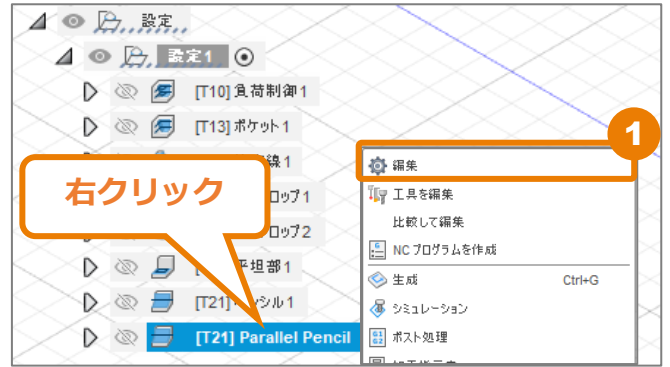 設定
設定1
[T10] 負荷制御1
[T13] ポケット1
線1
ロップ1
ロップ2
平坦部1
[T21] シル1
[T21] Parallel Pencil
右クリック
1
編集
工具を編集
比較して編集
NC プログラムを作成
生成 Ctrl+G
シミュレーション
ポスト処理